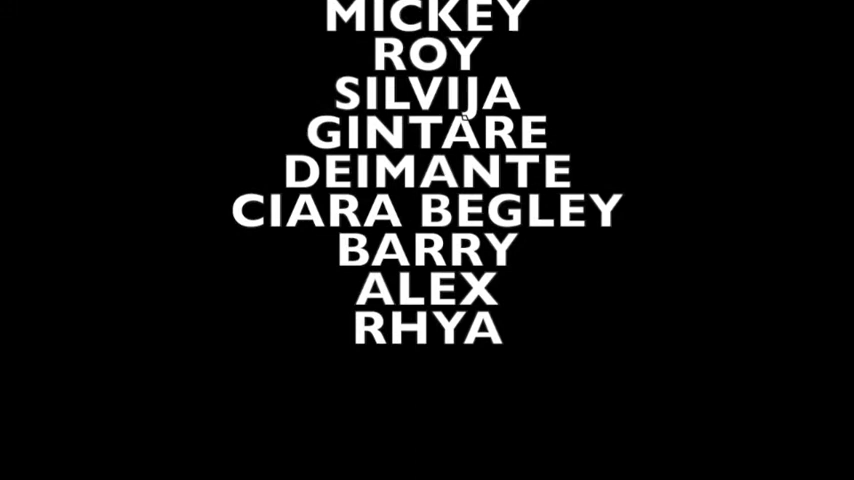 MICKEY
ROY
SILVIJA
GINTARE
DEIMANTE
CIARA BEGLEY
BARRY
ALEX
RHYA